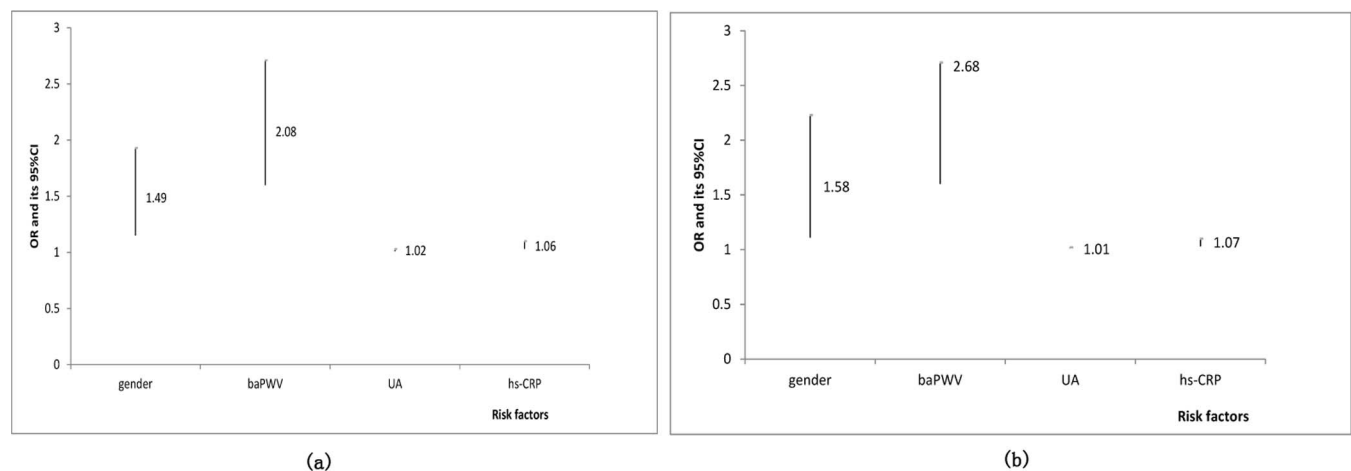 3
2.5
2
1.5
1
0.5
0
OR and its 95%CI
1.49
2.08
1.02
1.06
gender baPWV UA hs-CRP
Risk factors
(a)
3
2.5
2
1.5
1
0.5
0
OR and its 95%CI
1.58
2.68
1.01
1.07
gender baPWV UA hs-CRP
Risk factors
(b)